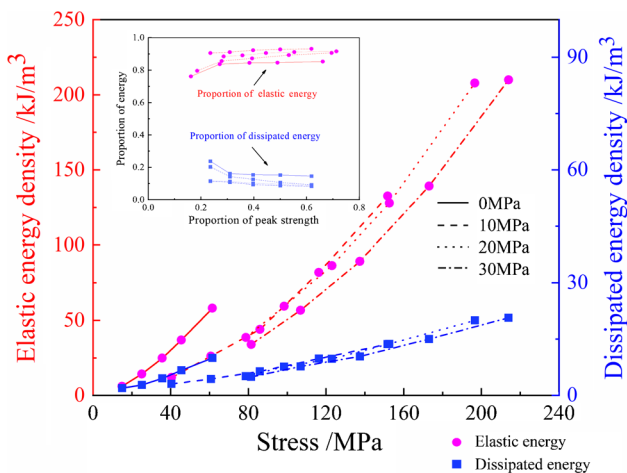 Elastic energy density /kJ/m³
250
200
150
100
50
0
Proportion of energy
1.0
0.8
0.6
0.4
0.2
0.0
Proportion of elastic energy
Proportion of dissipated energy
0.0 0.2 0.4 0.6 0.8
Proportion of peak strength
0MPa
10MPa
20MPa
30MPa
90
60
30
0
Dissipated energy density /kJ/m³
0 40 80 120 160 200 240
Stress /MPa
Elastic energy
Dissipated energy